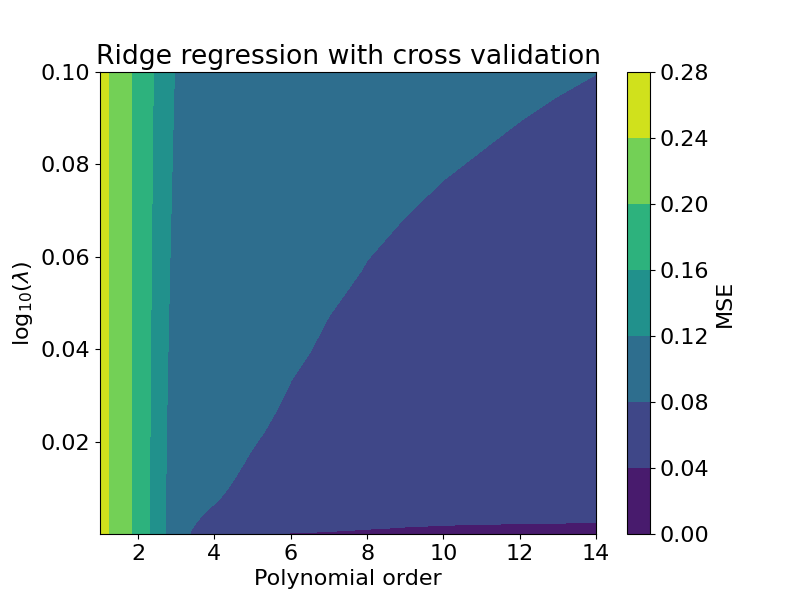 Ridge regression with cross validation
0.10
0.08
0.06
0.04
0.02
log₁₀(λ)
2 4 6 8 10 12 14
Polynomial order
0.28
0.24
0.20
0.16
0.12
0.08
0.04
0.00
MSE